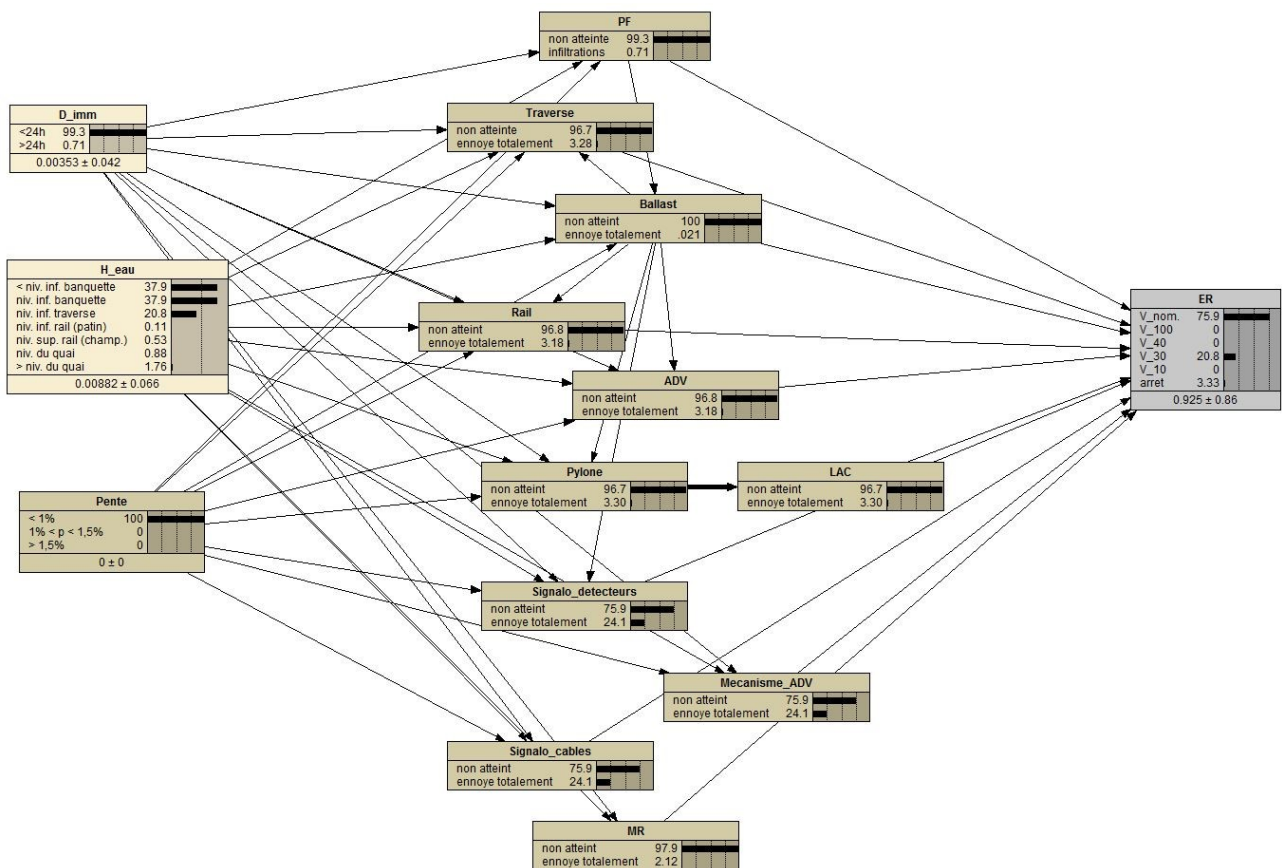 PF
non atteinte 99.3
infiltrations 0.71
D_imm
<24h 99.3
>24h 0.71
0.00353 ± 0.042
Traverse
non atteinte 96.7
ennoye totalement 3.28
Ballast
non atteint 100
ennoye totalement .021
H_eau
< niv. inf. banquette 37.9
niv. inf. banquette 37.9
niv. inf. traverse 20.8
niv. inf. rail (patin) 0.11
niv. sup. rail (champ.) 0.53
niv. du quai 0.88
> niv. du quai 1.76
0.00882 ± 0.066
Rail
non atteint 96.8
ennoye totalement 3.18
ER
V_nom. 75.9
V_100 0
V_40 0
V_30 20.8
V_10 0
arret 3.33
0.925 ± 0.86
ADV
non atteint 96.8
ennoye totalement 3.18
Pylone
non atteint 96.7
ennoye totalement 3.30
LAC
non atteint 96.7
ennoye totalement 3.30
Pente
< 1% 100
1% < p < 1,5% 0
> 1,5% 0
0 ± 0
Signalo_detecteurs
non atteint 75.9
ennoye totalement 24.1
Mecanisme_ADV
non atteint 75.9
ennoye totalement 24.1
Signalo_cables
non atteint 75.9
ennoye totalement 24.1
MR
non atteint 97.9
ennoye totalement 2.12